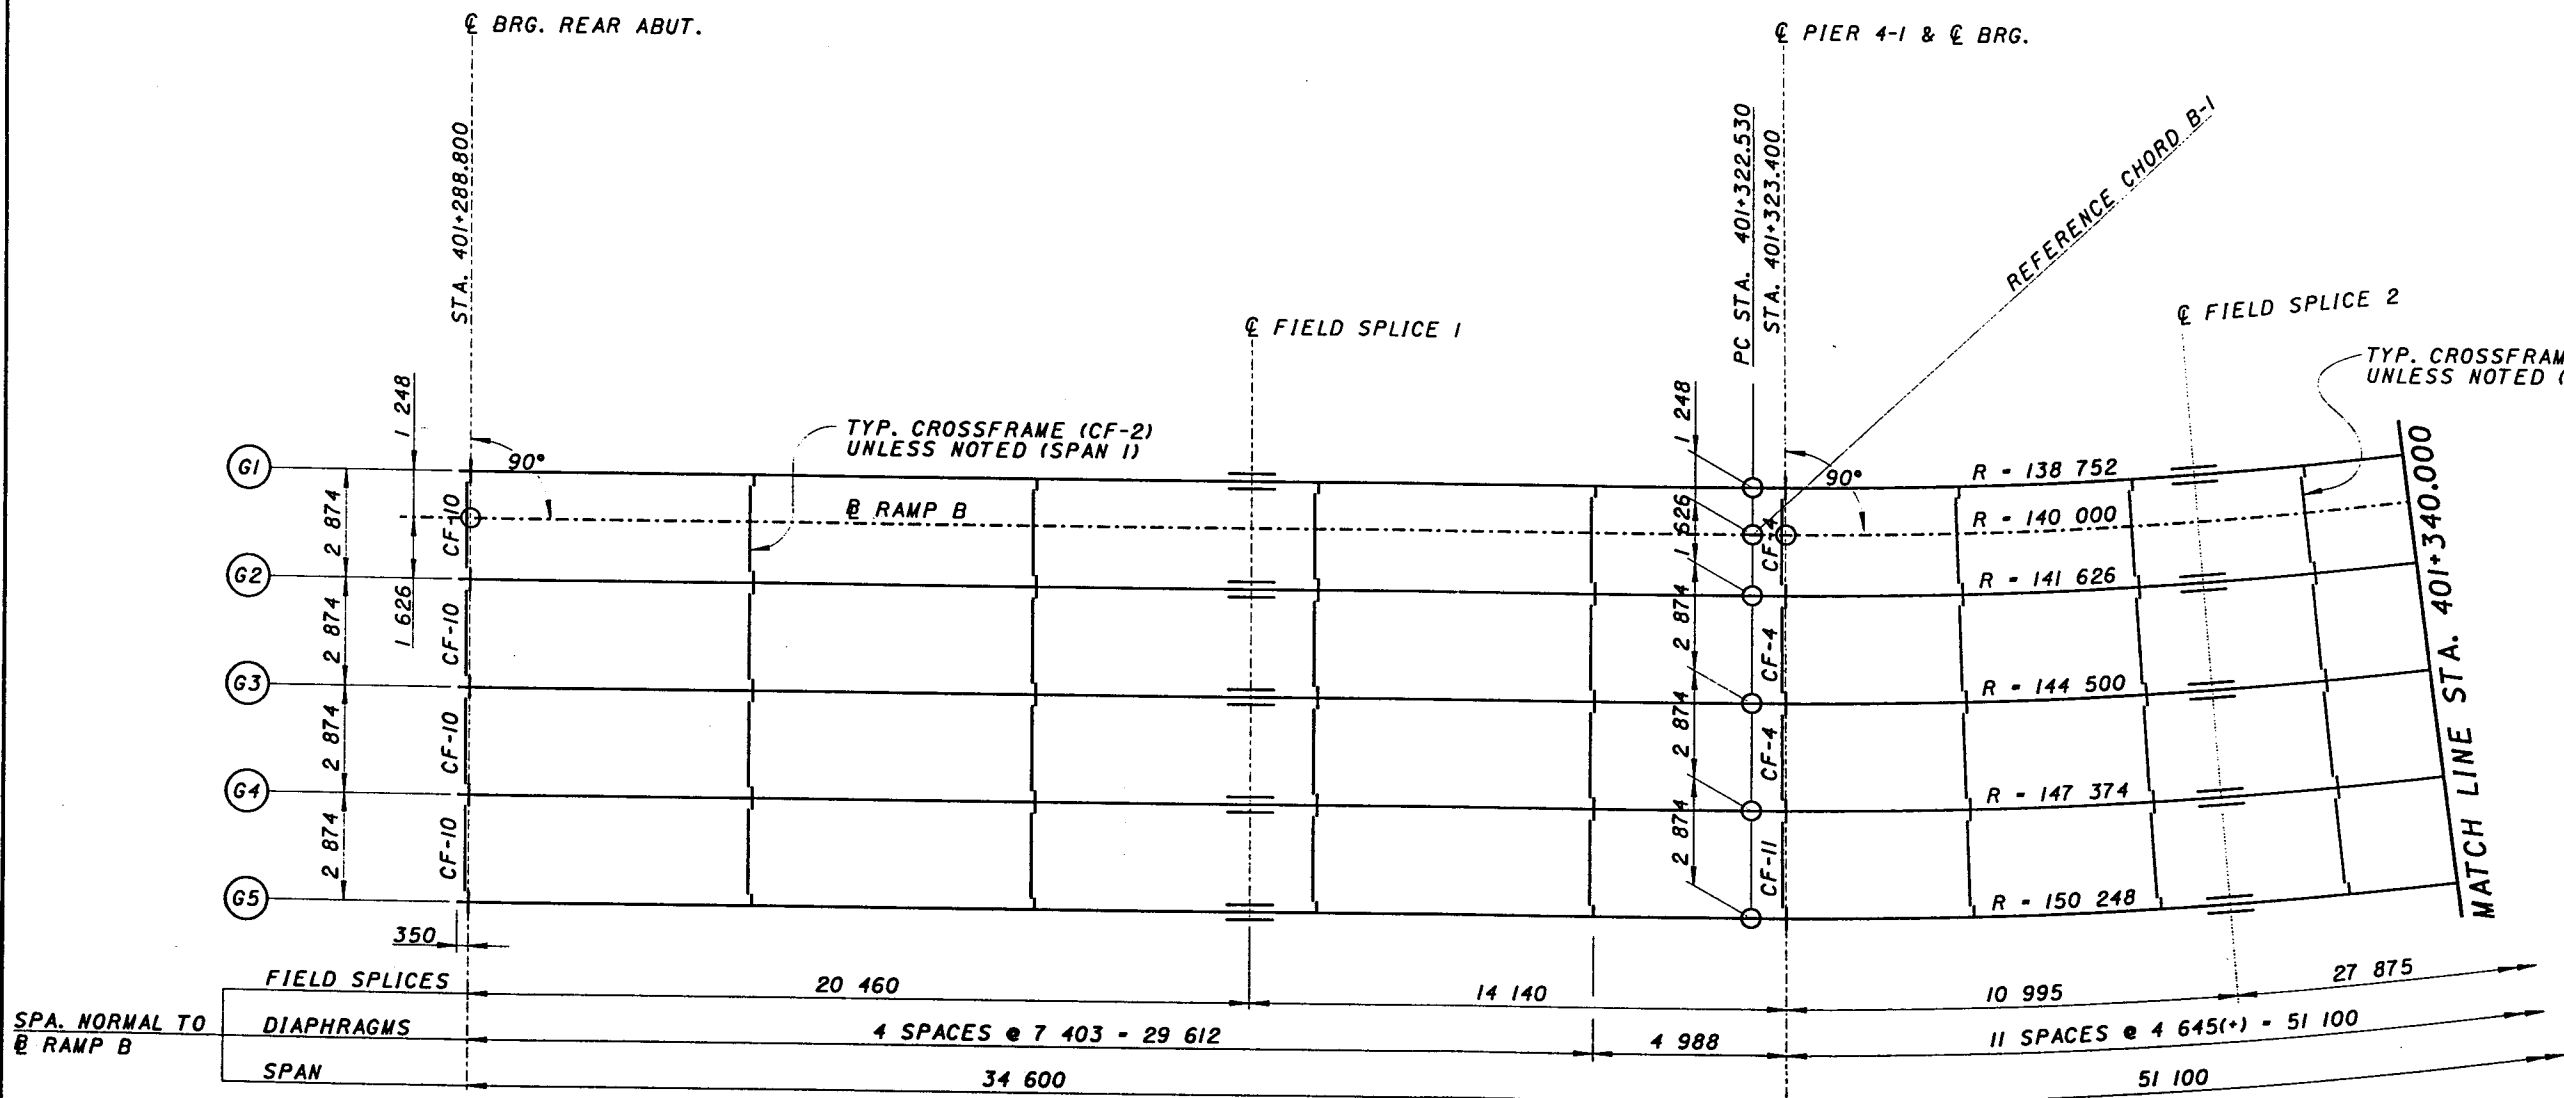 ℄ BRG. REAR ABUT.
℄ PIER 4-1 & ℄ BRG.
STA. 401+288.800
PC STA. 401+322.530
STA. 401+323.400
REFERENCE CHORD B-1
℄ FIELD SPLICE 1
℄ FIELD SPLICE 2
TYP. CROSSFRAM
UNLESS NOTED (
1 248
TYP. CROSSFRAME (CF-2)
UNLESS NOTED (SPAN 1)
1 248
90°
90°
G1
G2
G3
G4
G5
2 874
2 874
2 874
2 874
1 626
CF-10
CF-10
CF-10
CF-10
RAMP B
1 626
2 874
2 874
2 874
CF-4
CF-4
CF-4
CF-11
R - 138 752
R - 140 000
R - 141 626
R - 144 500
R - 147 374
R - 150 248
MATCH LINE STA. 401+340.000
350
FIELD SPLICES
20 460
14 140
10 995
27 875
SPA. NORMAL TO
RAMP B
DIAPHRAGMS
4 SPACES @ 7 403 - 29 612
4 988
11 SPACES @ 4 645(+) - 51 100
SPAN
34 600
51 100